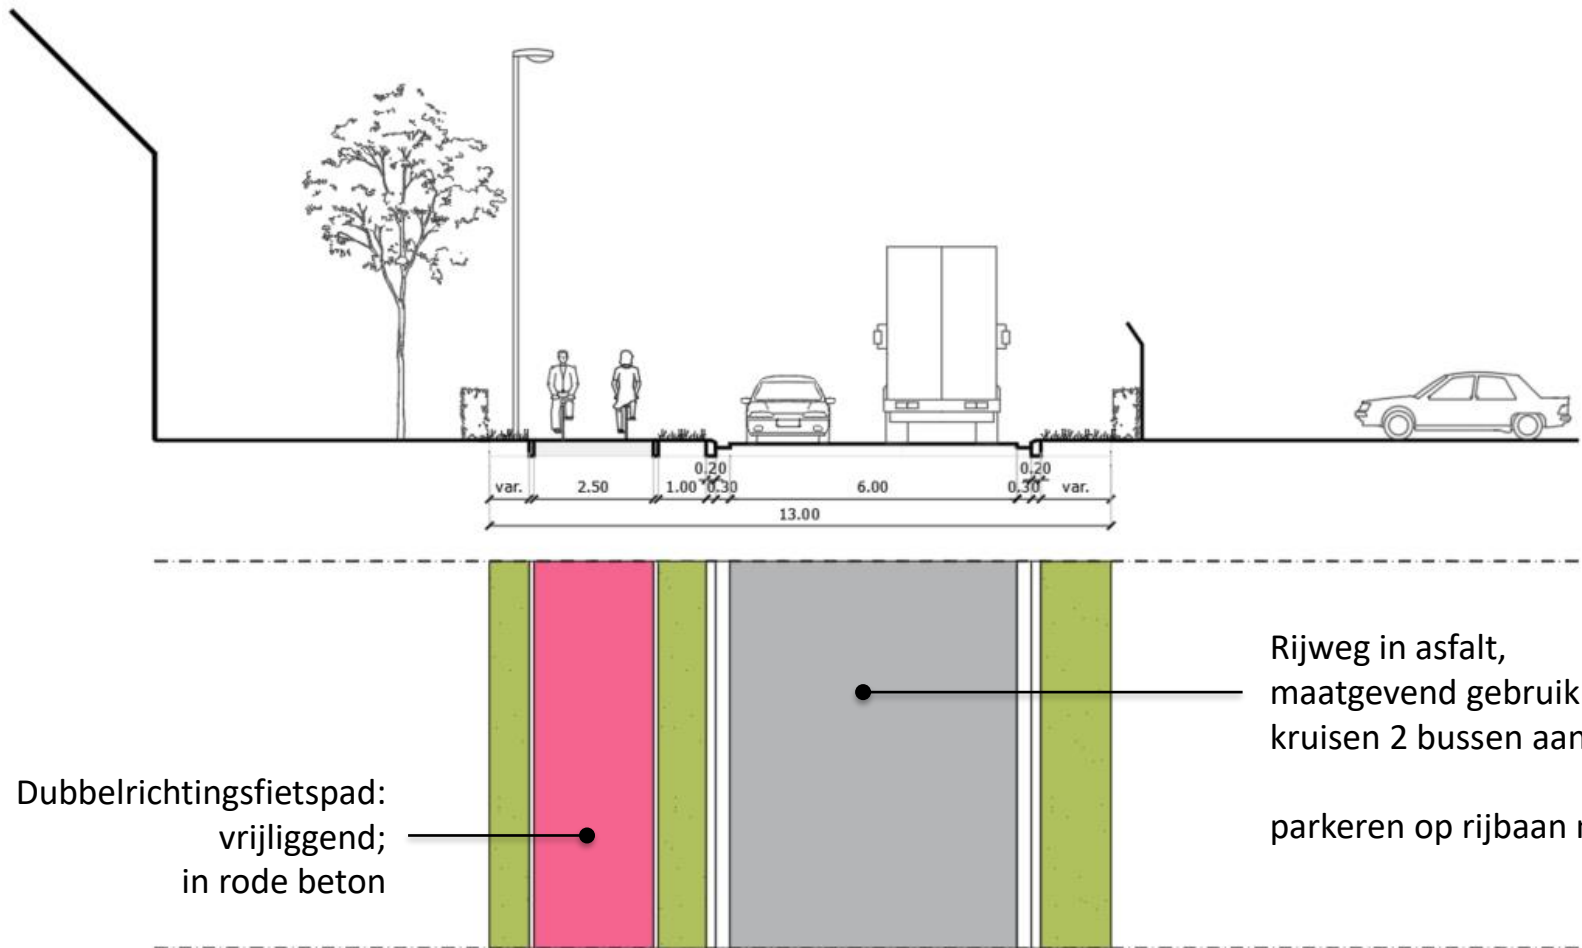 0.20
0.20
var.
2.50
1.00
0.30
6.00
0.30
var.
13.00
Rijweg in asfalt,
maatgevend gebruik
kruisen 2 bussen aan
parkeren op rijbaan
Dubbelrichtingsfietspad:
vrijliggend;
in rode beton